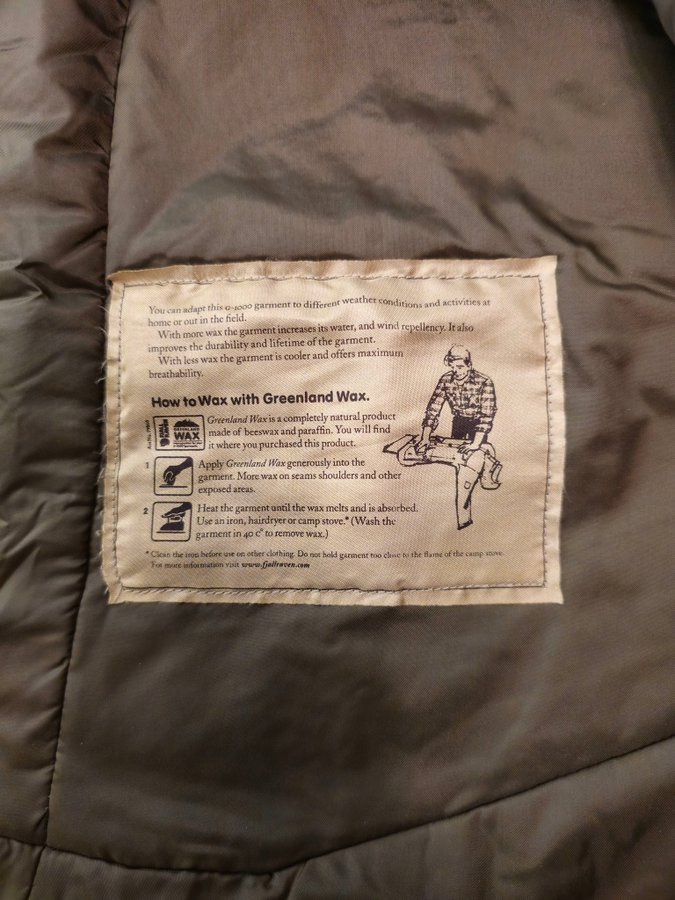 You can adapt this G-1000 garment to different weather conditions and activities at
home or out in the field.
With more wax the garment increases its water, and wind repellency. It also
improves the durability and lifetime of the garment.
With less wax the garment is cooler and offers maximum
breathability.
How to Wax with Greenland Wax.
GREENLAND
WAX
Greenland Wax is a completely natural product
made of beeswax and paraffin. You will find
it where you purchased this product.
1
Apply Greenland Wax generously into the
garment. More wax on seams shoulders and other
exposed areas.
2
Heat the garment until the wax melts and is absorbed.
Use an iron, hairdryer or camp stove.* (Wash the
garment in 40 C° to remove wax.)
* Clean the iron before use on other clothing. Do not hold garment too close to the flame of the camp stove.
For more information visit www.fjallraven.com